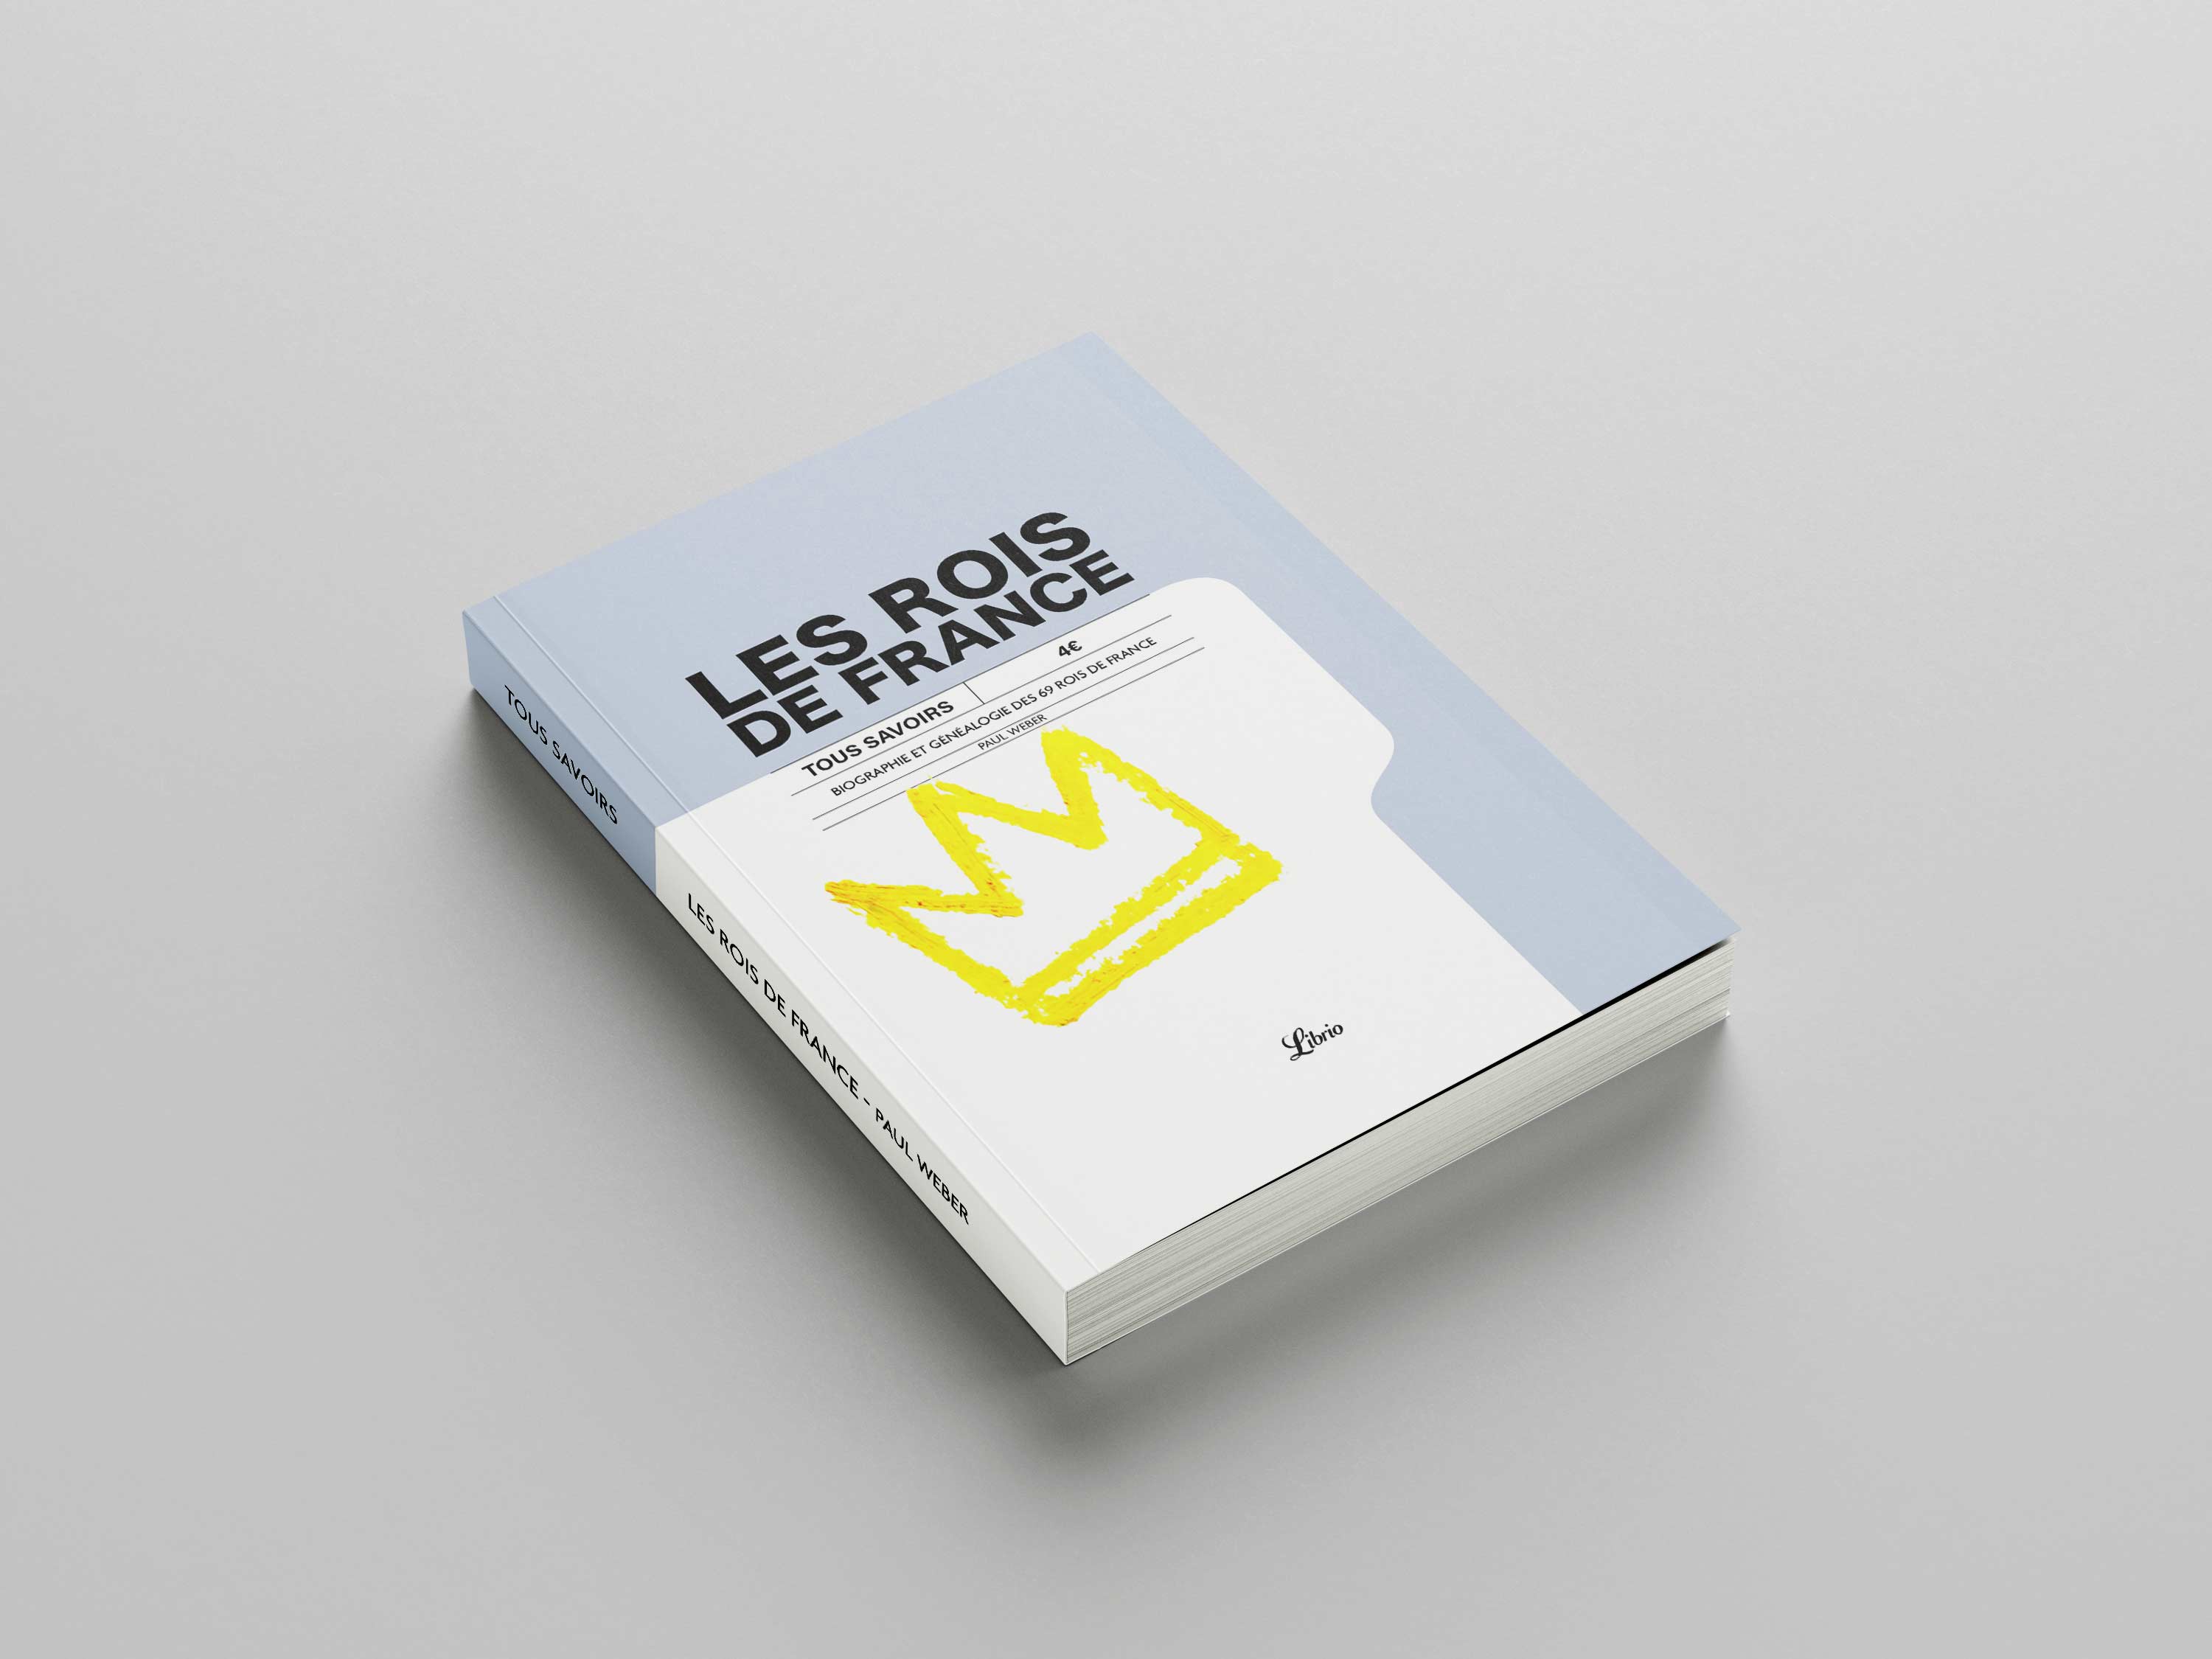 LES ROIS
DE FRANCE
TOUS SAVOIRS
4€
BIOGRAPHIE ET GÉNÉALOGIE DES 69 ROIS DE FRANCE
PAUL WEBER
Librio
TOUS SAVOIRS
LES ROIS DE FRANCE - PAUL WEBER